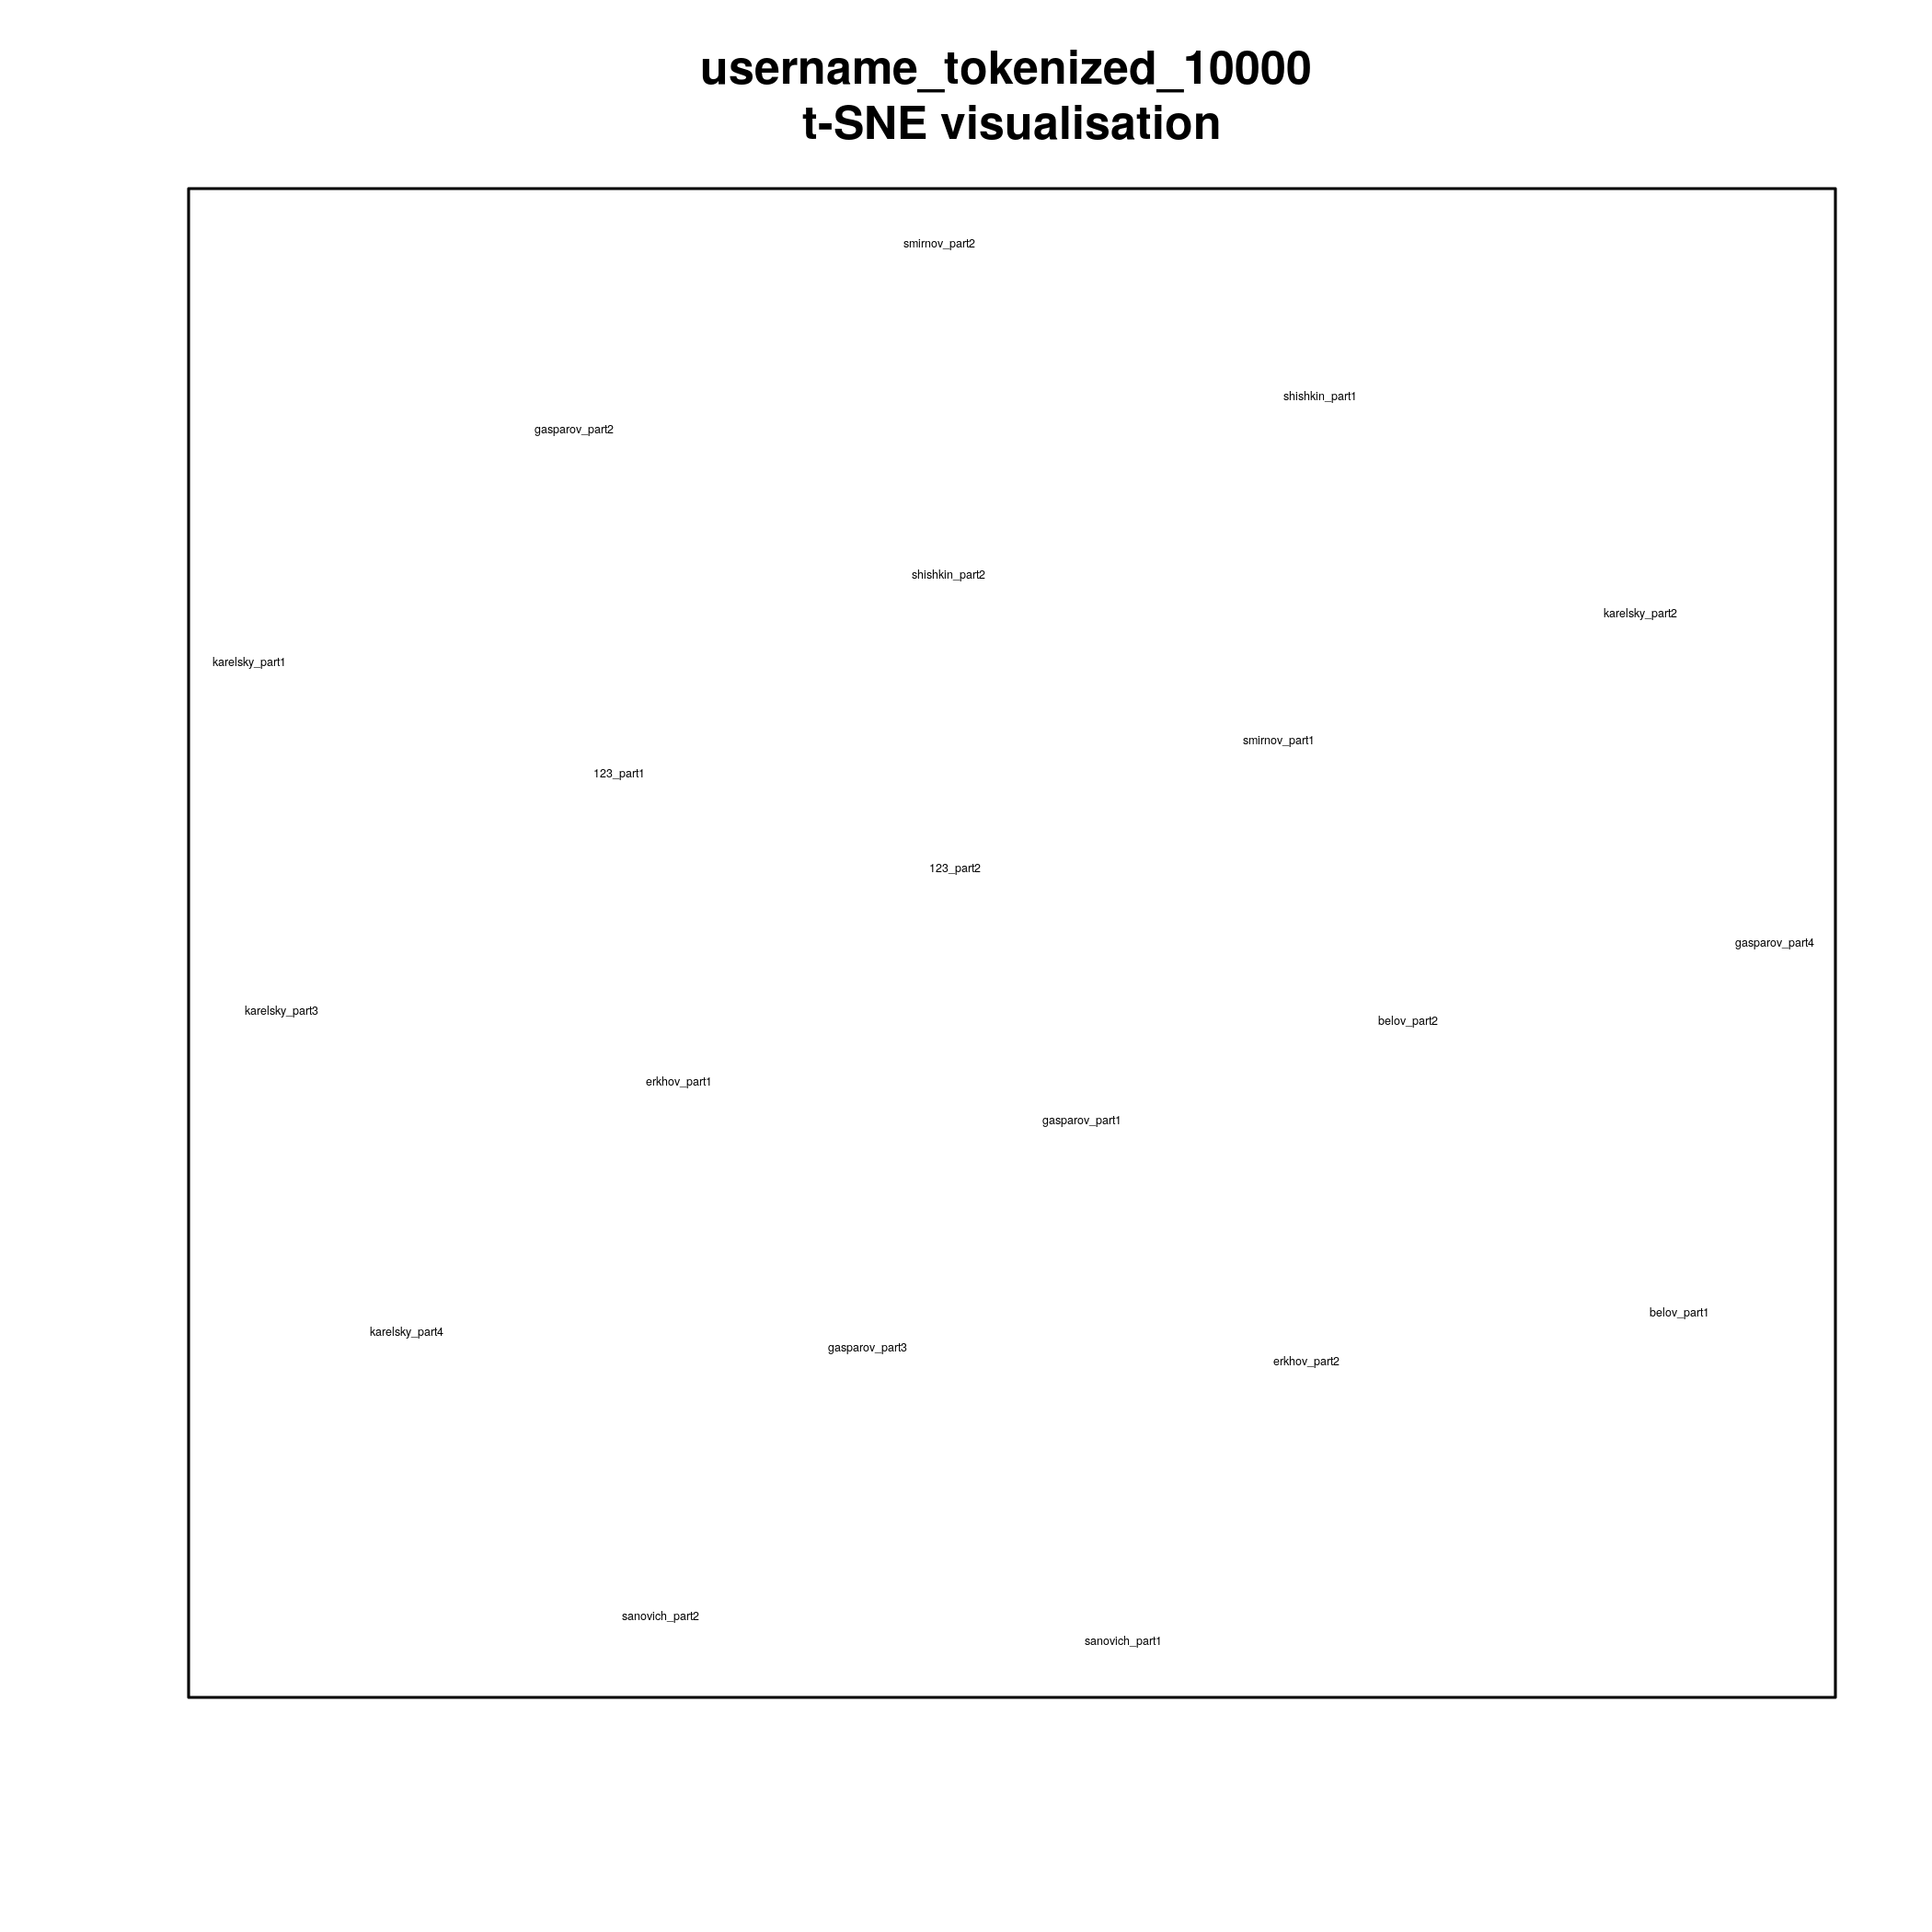 username_tokenized_10000
t-SNE visualisation
smirnov_part2
shishkin_part1
gasparov_part2
shishkin_part2
karelsky_part2
karelsky_part1
smirnov_part1
123_part1
123_part2
gasparov_part4
karelsky_part3
belov_part2
erkhov_part1
gasparov_part1
belov_part1
karelsky_part4
gasparov_part3
erkhov_part2
sanovich_part2
sanovich_part1